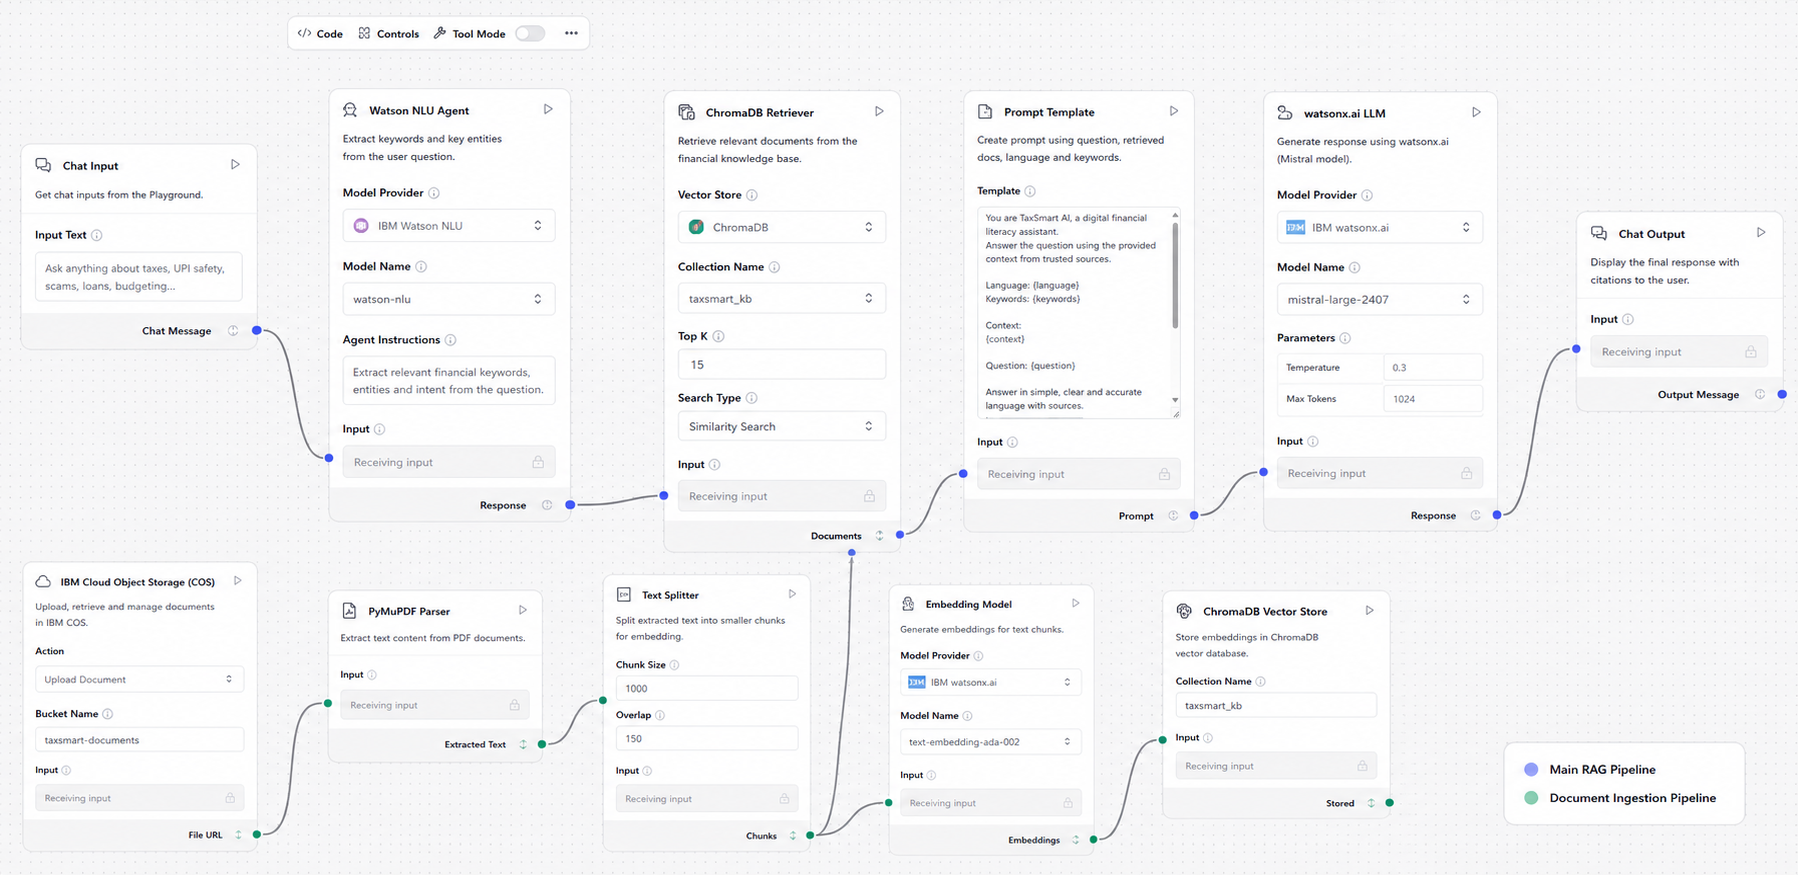 Code
Controls
Tool Mode
Chat Input
Get chat inputs from the Playground.
Input Text
Ask anything about taxes, UPI safety,
scams, loans, budgeting...
Chat Message
Watson NLU Agent
Extract keywords and key entities
from the user question.
Model Provider
IBM Watson NLU
Model Name
watson-nlu
Agent Instructions
Extract relevant financial keywords,
entities and intent from the question.
Input
Receiving input
Response
ChromaDB Retriever
Retrieve relevant documents from the
financial knowledge base.
Vector Store
ChromaDB
Collection Name
taxsmart_kb
Top K
15
Search Type
Similarity Search
Input
Receiving input
Documents
Prompt Template
Create prompt using question, retrieved
docs, language and keywords.
Template
You are TaxSmart AI, a digital financial
literacy assistant.
Answer the question using the provided
context from trusted sources.
Language: {language}
Keywords: {keywords}
Context:
{context}
Question: {question}
Answer in simple, clear and accurate
language with sources.
Input
Receiving input
Prompt
watsonx.ai LLM
Generate response using watsonx.ai
(Mistral model).
Model Provider
IBM
IBM watsonx.ai
Model Name
mistral-large-2407
Parameters
Temperature
0.3
Max Tokens
1024
Input
Receiving input
Response
Chat Output
Display the final response with
citations to the user.
Input
Receiving input
Output Message
IBM Cloud Object Storage (COS)
Upload, retrieve and manage documents
in IBM COS.
Action
Upload Document
Bucket Name
taxsmart-documents
Input
Receiving input
File URL
PyMuPDF Parser
Extract text content from PDF documents.
Input
Receiving input
Extracted Text
Text Splitter
Split extracted text into smaller chunks
for embedding.
Chunk Size
1000
Overlap
150
Input
Receiving input
Chunks
Embedding Model
Generate embeddings for text chunks.
Model Provider
IBM
IBM watsonx.ai
Model Name
text-embedding-ada-002
Input
Receiving input
Embeddings
ChromaDB Vector Store
Store embeddings in ChromaDB
vector database.
Collection Name
taxsmart_kb
Input
Receiving input
Stored
Main RAG Pipeline
Document Ingestion Pipeline